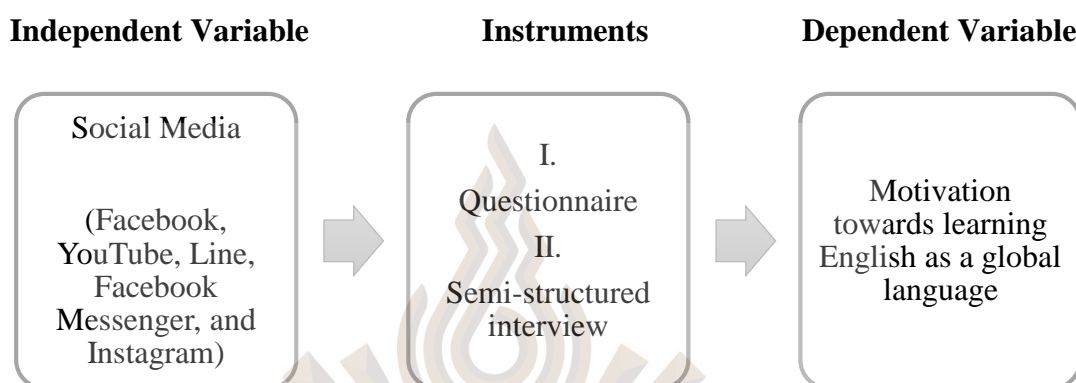 Independent Variable
Instruments
Dependent Variable
Social Media
(Facebook,
YouTube, Line,
Facebook
Messenger, and
Instagram)
I.
Questionnaire
II.
Semi-structured
interview
Motivation
towards learning
English as a global
language